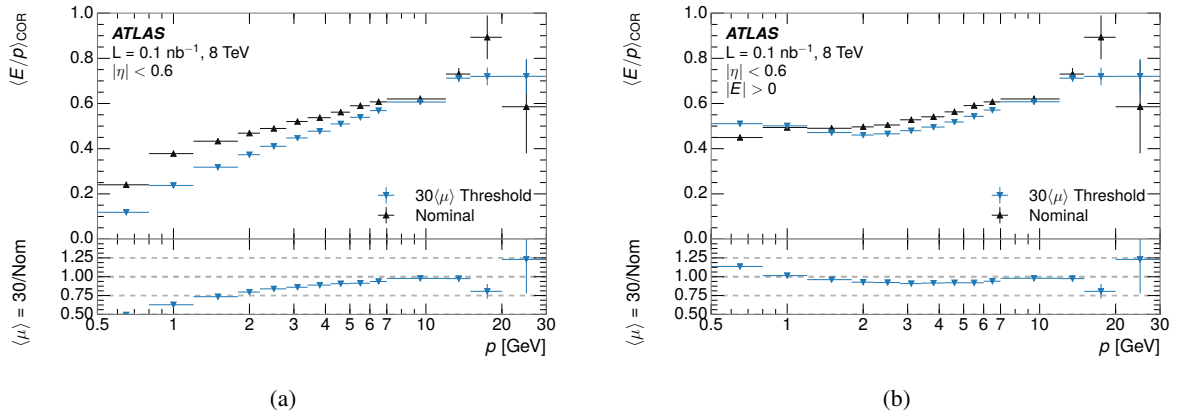 ⟨E/p⟩COR
1.0
0.8
0.6
0.4
0.2
0.0
ATLAS
L = 0.1 nb⁻¹, 8 TeV
|η| < 0.6
30⟨μ⟩ Threshold
Nominal
⟨μ⟩ = 30/Nom
1.25
1.00
0.75
0.50
0.5 1 2 3 4 5 6 7 10 20 30
p [GeV]
(a)
⟨E/p⟩COR
1.0
0.8
0.6
0.4
0.2
0.0
ATLAS
L = 0.1 nb⁻¹, 8 TeV
|η| < 0.6
|E| > 0
30⟨μ⟩ Threshold
Nominal
⟨μ⟩ = 30/Nom
1.25
1.00
0.75
0.50
0.5 1 2 3 4 5 6 7 10 20 30
p [GeV]
(b)